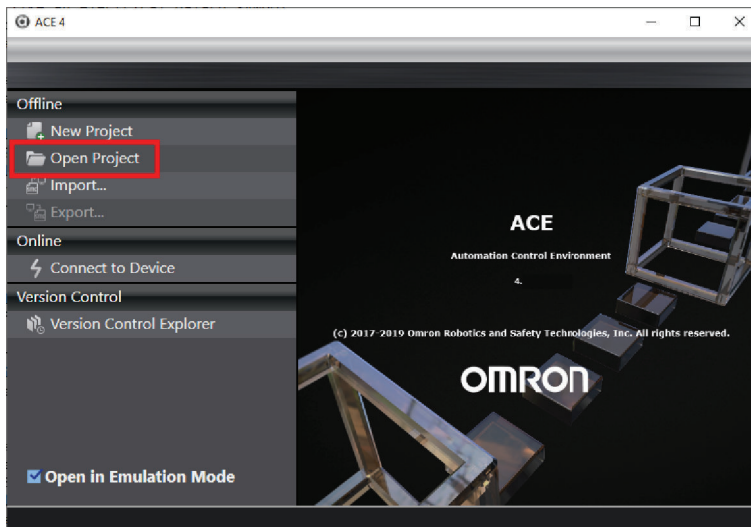 ACE 4
Offline
New Project
Open Project
Import...
Export...
Online
Connect to Device
Version Control
Version Control Explorer
Open in Emulation Mode
ACE
Automation Control Environment
4.
(c) 2017-2019 Omron Robotics and Safety Technologies, Inc. All rights reserved.
OMRON